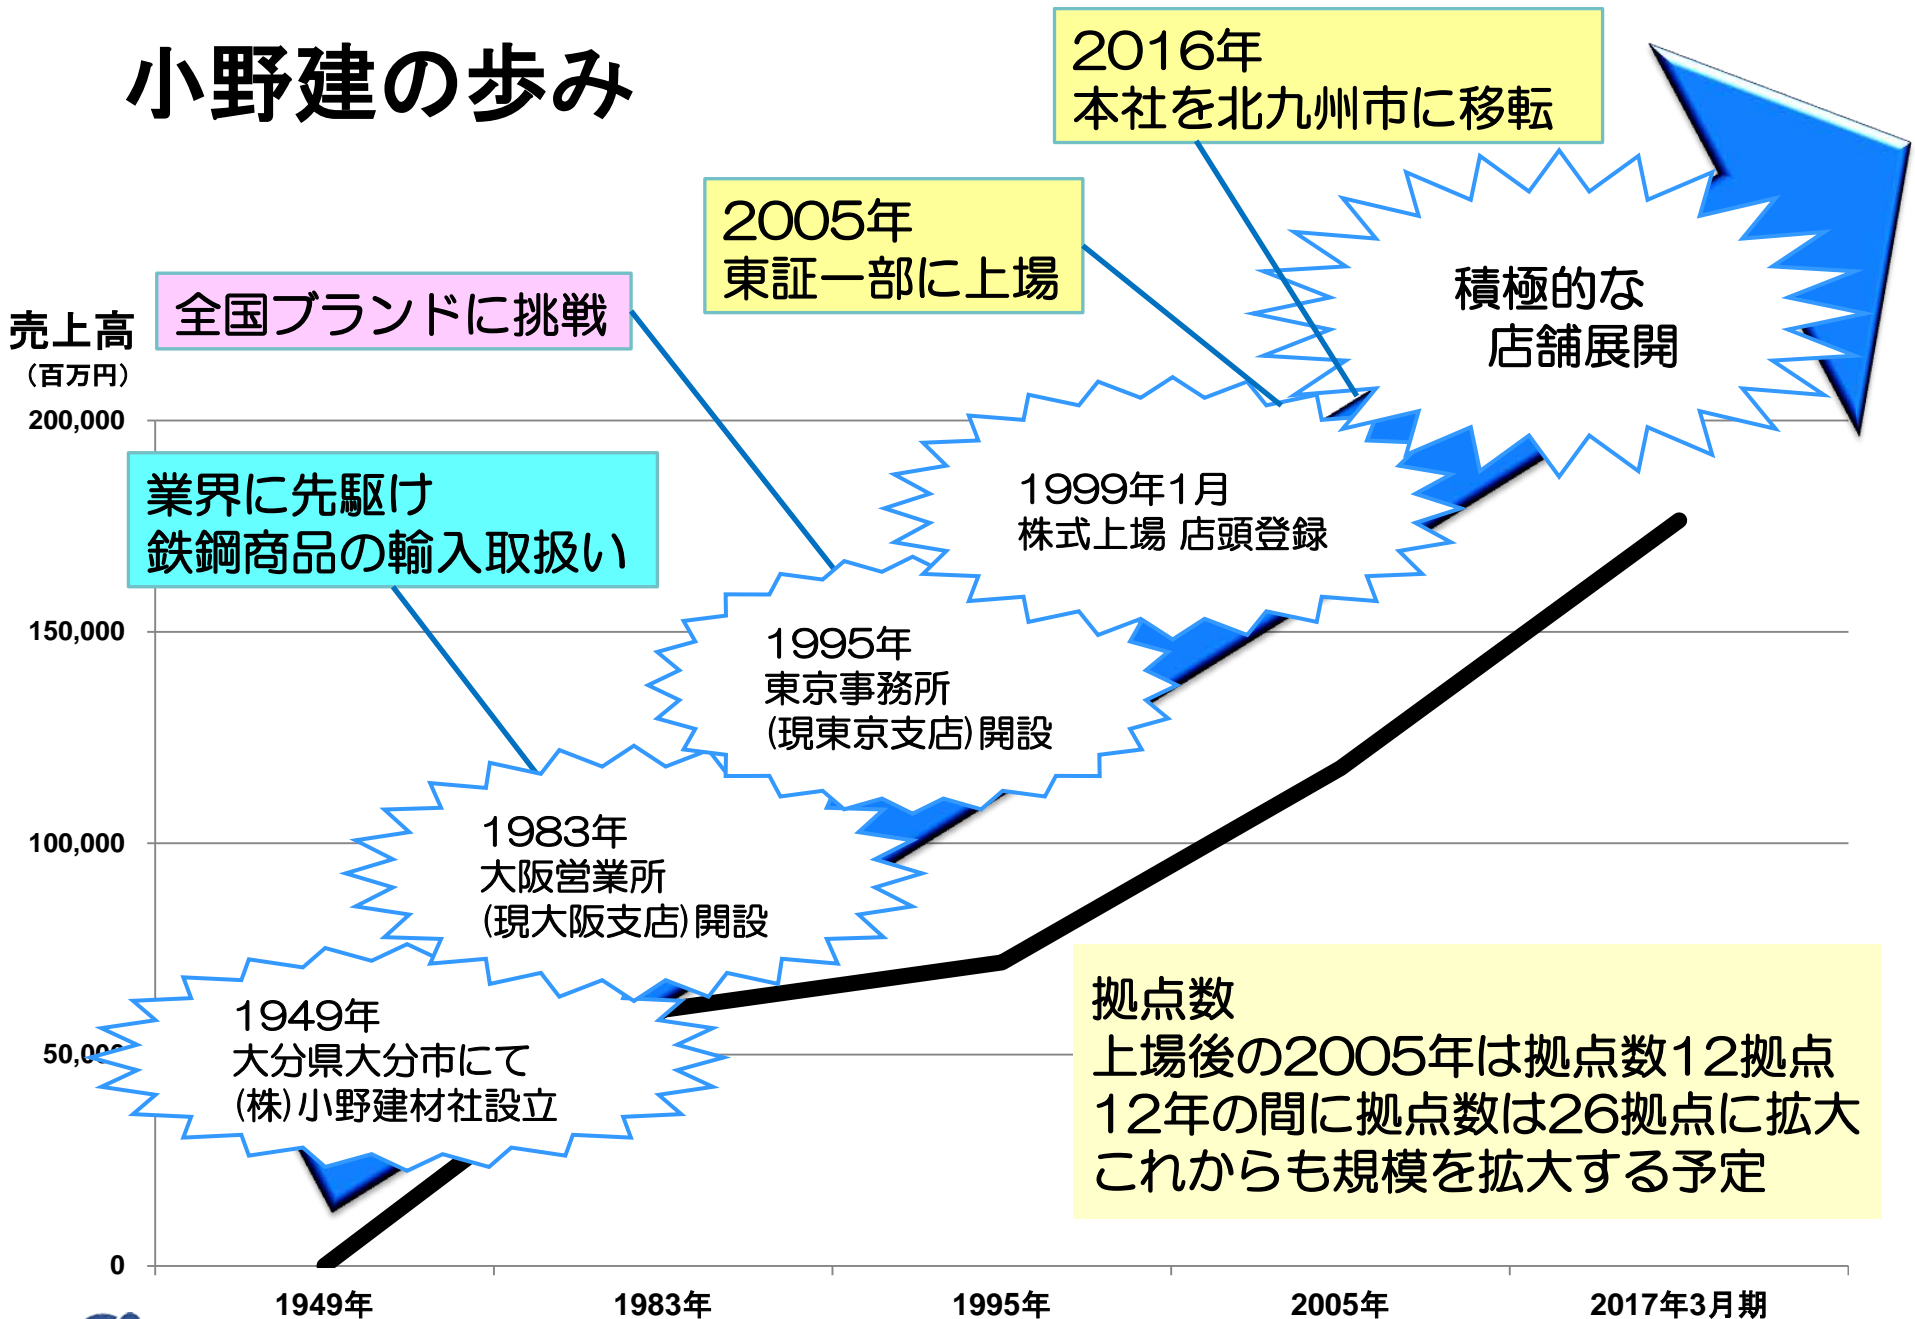 小野建の歩み
2016年
本社を北九州市に移転
2005年
東証一部に上場
全国ブランドに挑戦
積極的な
店舗展開
売上高
（百万円）
200,000
業界に先駆け
鉄鋼商品の輸入取扱い
1999年1月
株式上場 店頭登録
150,000
1995年
東京事務所
(現東京支店)開設
100,000
1983年
大阪営業所
(現大阪支店)開設
50,000
1949年
大分県大分市にて
(株)小野建材社設立
拠点数
上場後の2005年は拠点数12拠点
12年の間に拠点数は26拠点に拡大
これからも規模を拡大する予定
0
1949年 1983年 1995年 2005年 2017年3月期